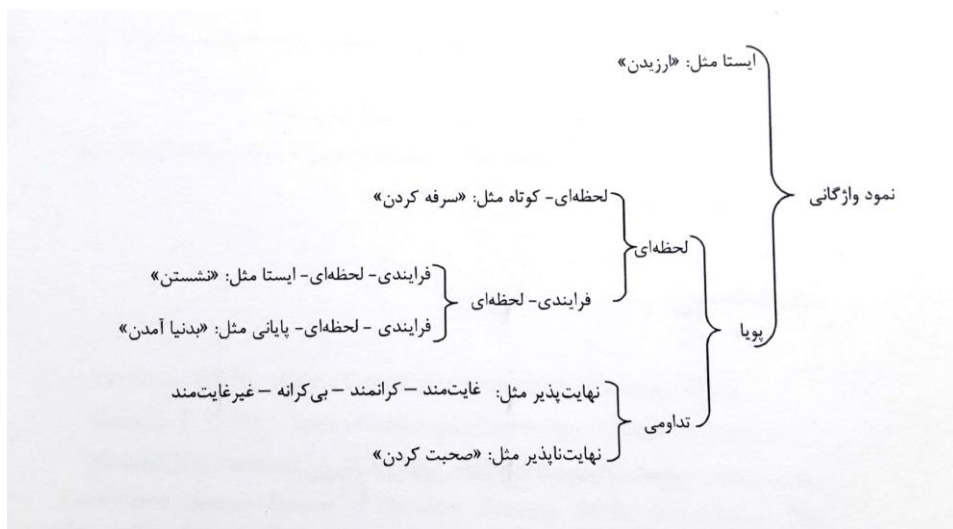 ایستا مثل: «ارزیدن»
نمود واژگانی
لحظه‌ای- کوتاه مثل: «سرفه کردن»
لحظه‌ای
فرایندی- لحظه‌ای- ایستا مثل: «نشستن»
فرایندی- لحظه‌ای
فرایندی - لحظه‌ای- پایانی مثل: «بدنیا آمدن»
پویا
نهایت‌پذیر مثل: غایت‌مند – کرانمند – بی‌کرانه – غیرغایت‌مند
تداومی
نهایت‌ناپذیر مثل: «صحبت کردن»